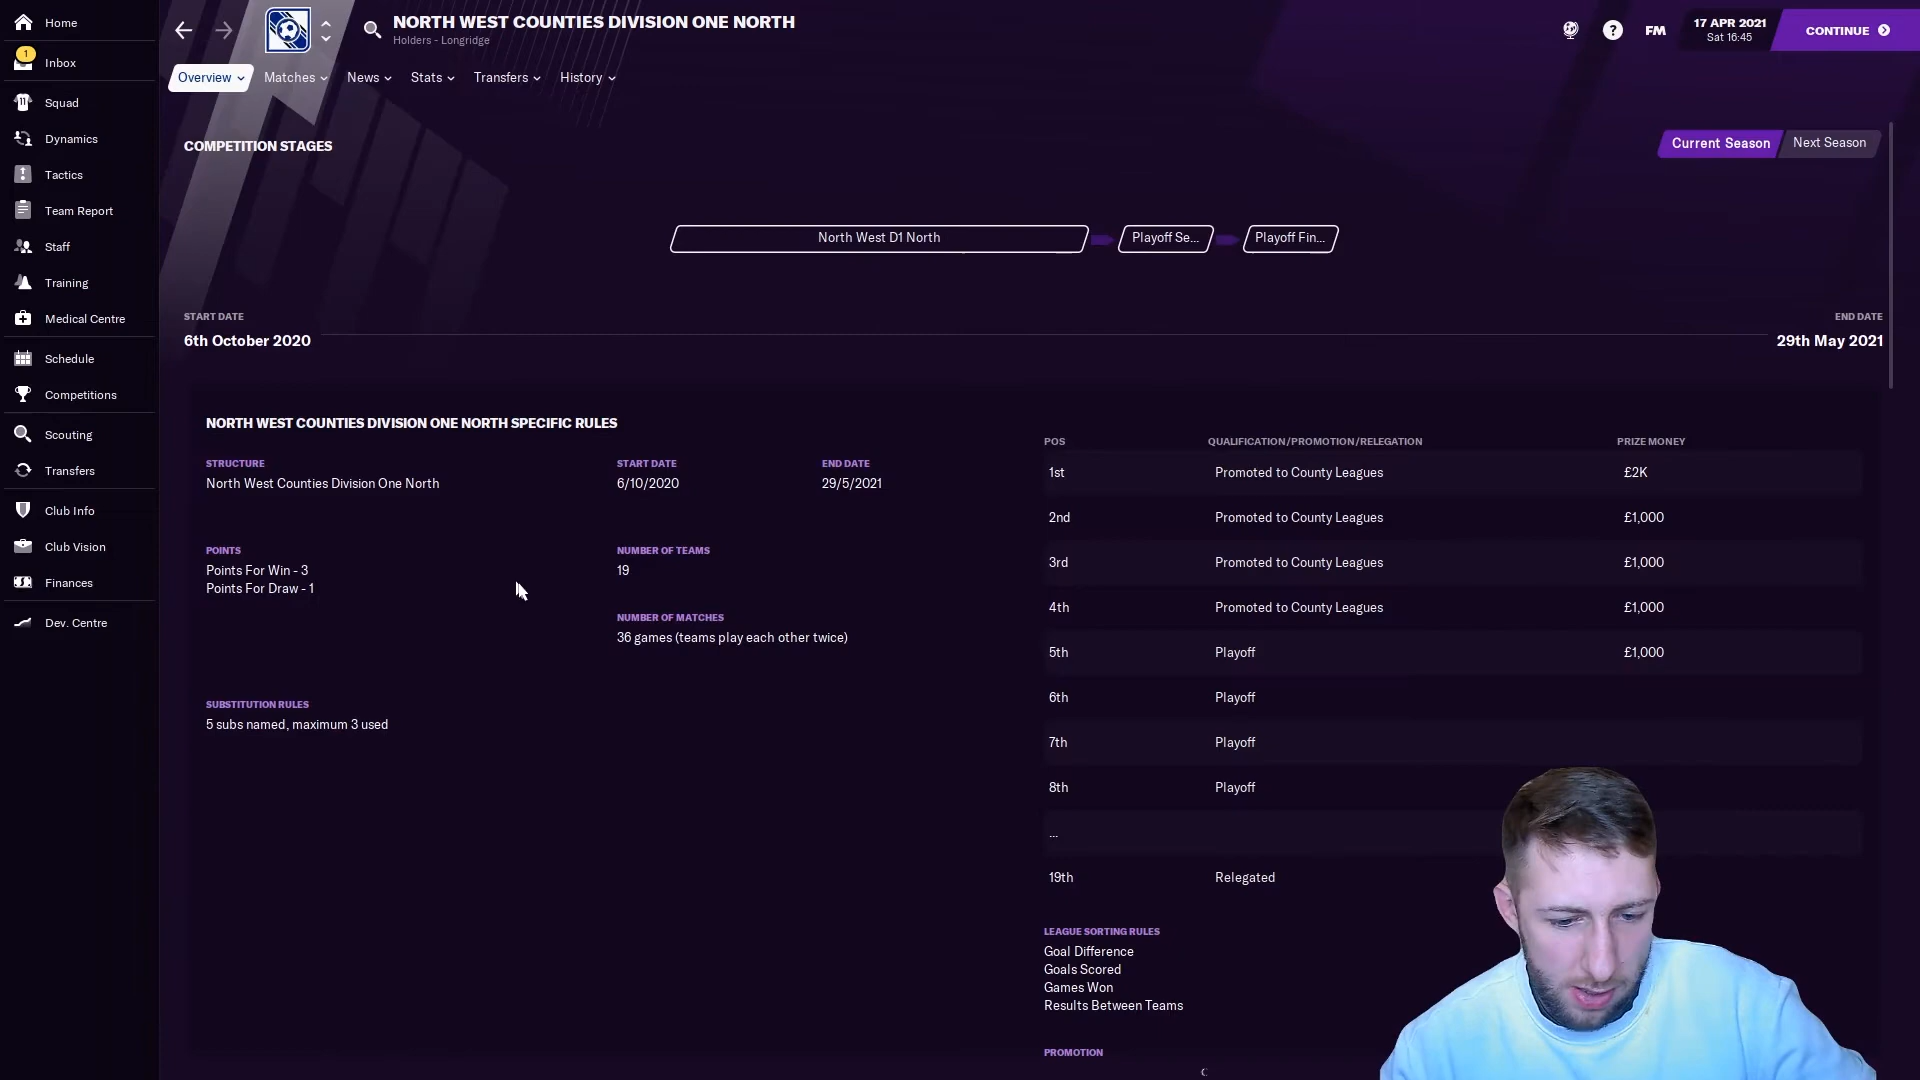 Home
1
Inbox
Squad
Dynamics
Tactics
Team Report
Staff
Training
Medical Centre
Schedule
Competitions
Scouting
Transfers
Club Info
Club Vision
Finances
Dev. Centre
NORTH WEST COUNTIES DIVISION ONE NORTH
Holders - Longridge
? FM
17 APR 2021
Sat 16:45
CONTINUE
Overview Matches News Stats Transfers History
COMPETITION STAGES
Current Season Next Season
North West D1 North Playoff Se... Playoff Fin...
START DATE
6th October 2020
END DATE
29th May 2021
NORTH WEST COUNTIES DIVISION ONE NORTH SPECIFIC RULES
STRUCTURE
North West Counties Division One North
START DATE
6/10/2020
END DATE
29/5/2021
POINTS
Points For Win - 3
Points For Draw - 1
NUMBER OF TEAMS
19
NUMBER OF MATCHES
36 games (teams play each other twice)
SUBSTITUTION RULES
5 subs named, maximum 3 used
POS QUALIFICATION/PROMOTION/RELEGATION PRIZE MONEY
1st Promoted to County Leagues £2K
2nd Promoted to County Leagues £1,000
3rd Promoted to County Leagues £1,000
4th Promoted to County Leagues £1,000
5th Playoff £1,000
6th Playoff
7th Playoff
8th Playoff
...
19th Relegated
LEAGUE SORTING RULES
Goal Difference
Goals Scored
Games Won
Results Between Teams
PROMOTION